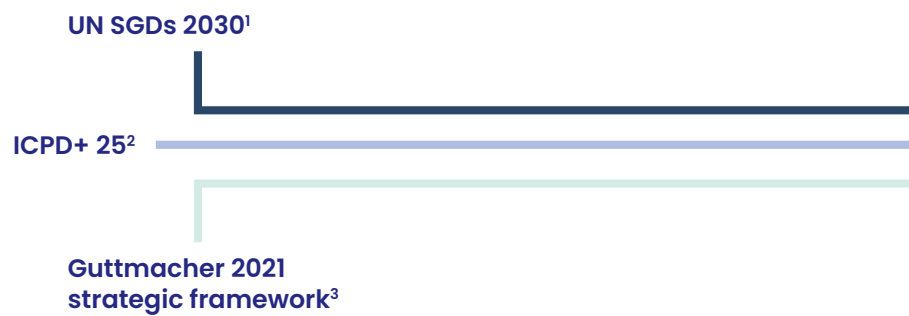 UN SGDs 2030¹
ICPD+ 25²
Guttmacher 2021
strategic framework³